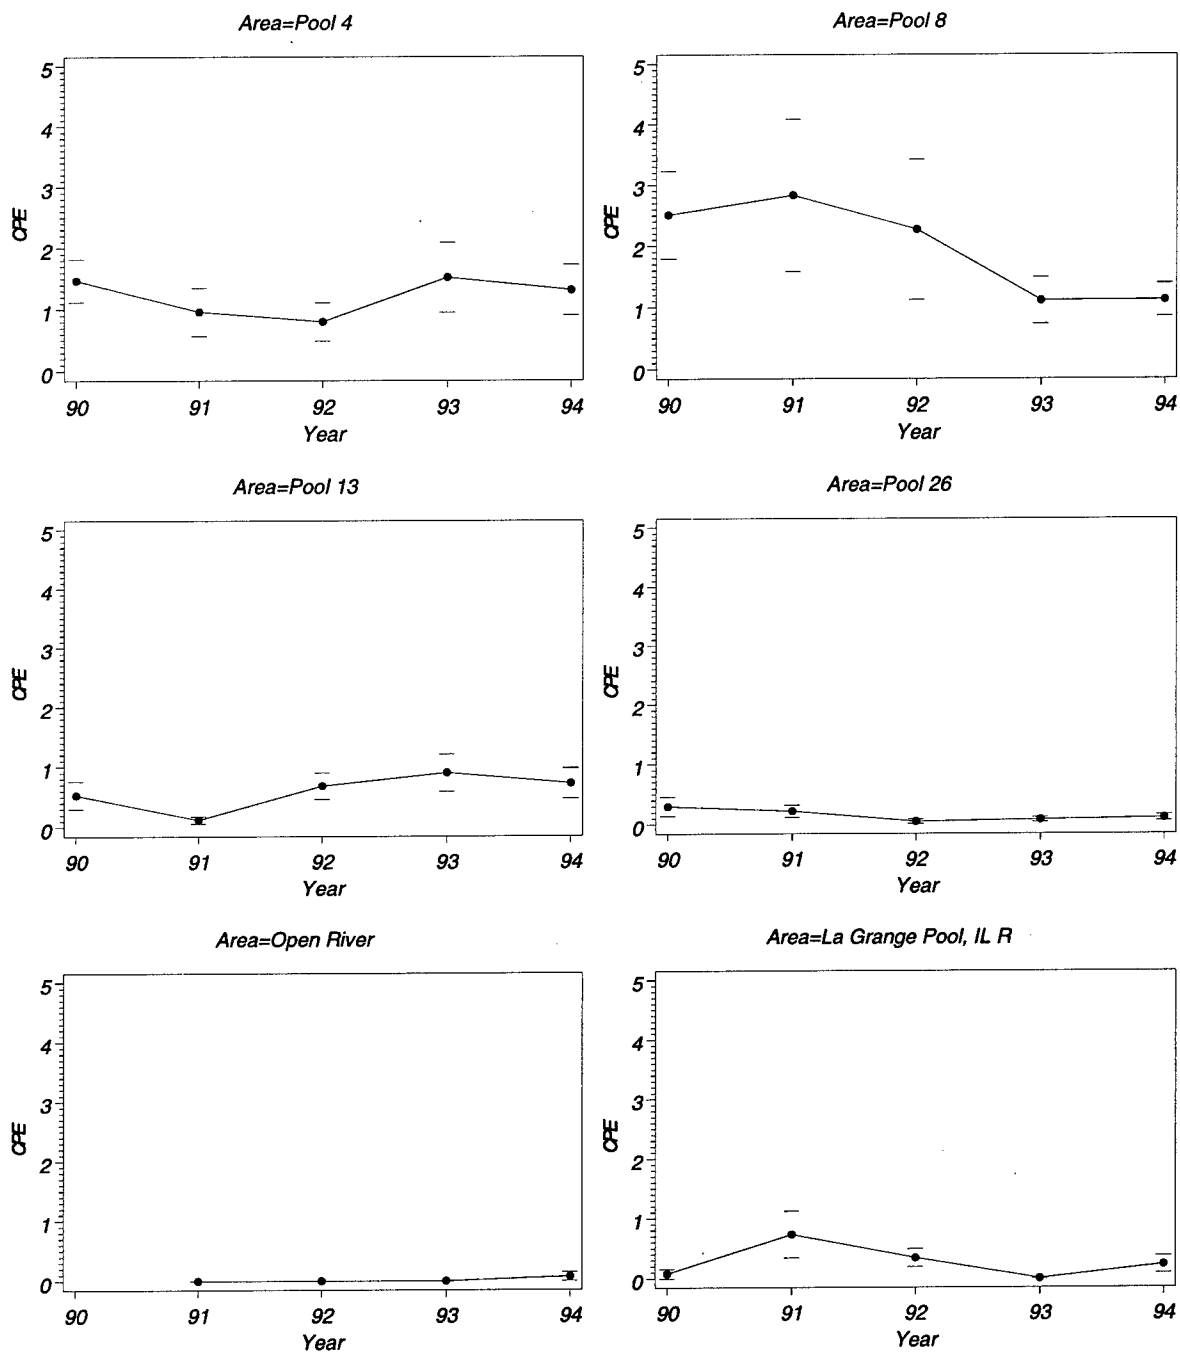 Area=Pool 4
5
4
3
2
1
0
CPE
90 91 92 93 94
Year
Area=Pool 8
5
4
3
2
1
0
CPE
90 91 92 93 94
Year
Area=Pool 13
5
4
3
2
1
0
CPE
90 91 92 93 94
Year
Area=Pool 26
5
4
3
2
1
0
CPE
90 91 92 93 94
Year
Area=Open River
5
4
3
2
1
0
CPE
90 91 92 93 94
Year
Area=La Grange Pool, IL R
5
4
3
2
1
0
CPE
90 91 92 93 94
Year